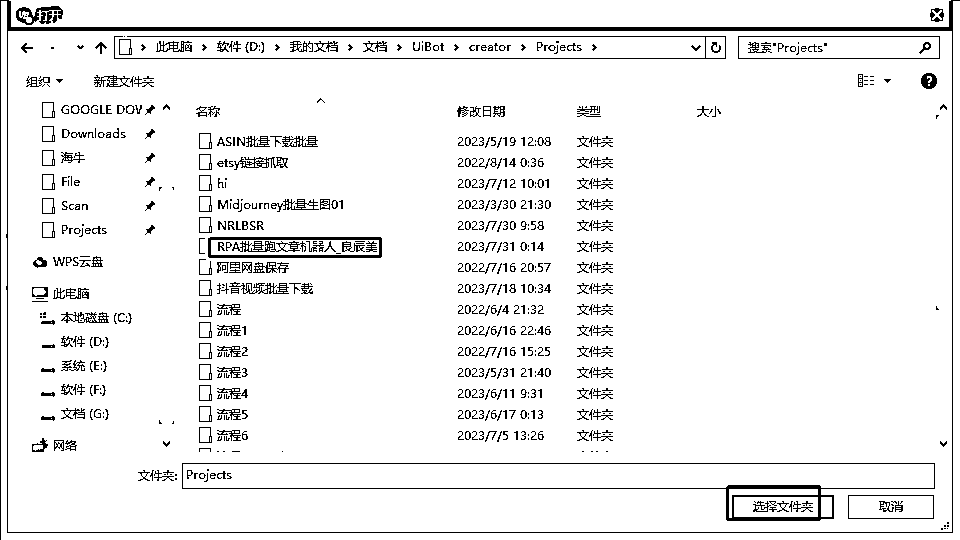 此电脑 > 软件 (D:) > 我的文档 > 文档 > UiBot > creator > Projects >
搜索"Projects"
组织
新建文件夹
GOOGLE DOV
Downloads
海牛
File
Scan
Projects
WPS云盘
此电脑
本地磁盘 (C:)
软件 (D:)
系统 (E:)
软件 (F:)
文档 (G:)
网络
名称 修改日期 类型 大小
ASIN批量下载批量 2023/5/19 12:08 文件夹
etsy链接抓取 2022/8/14 0:36 文件夹
hi 2023/7/12 10:01 文件夹
Midjourney批量生图01 2023/3/30 21:30 文件夹
NRLBSR 2023/7/30 9:58 文件夹
RPA批量跑文章机器人_良辰美 2023/7/31 0:14 文件夹
阿里网盘保存 2022/7/16 20:57 文件夹
抖音视频批量下载 2023/7/18 10:34 文件夹
流程 2022/6/4 21:32 文件夹
流程1 2022/6/16 22:46 文件夹
流程2 2022/7/16 15:25 文件夹
流程3 2023/5/31 21:40 文件夹
流程4 2023/6/11 9:31 文件夹
流程5 2023/6/17 0:13 文件夹
流程6 2023/7/5 13:26 文件夹
文件夹: Projects
选择文件夹
取消